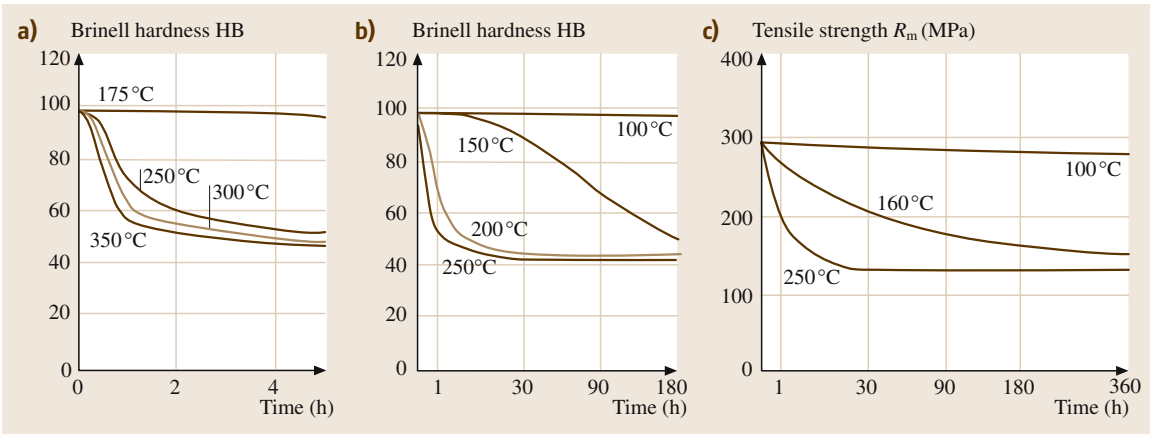 a) Brinell hardness HB
120
100
80
60
40
20
0
175 °C
250 °C
300 °C
350 °C
0 2 4
Time (h)
b) Brinell hardness HB
120
100
80
60
40
20
0
100 °C
150 °C
200 °C
250 °C
1 30 90 180
Time (h)
c) Tensile strength Rm (MPa)
400
300
200
100
0
100 °C
160 °C
250 °C
1 30 90 180 360
Time (h)